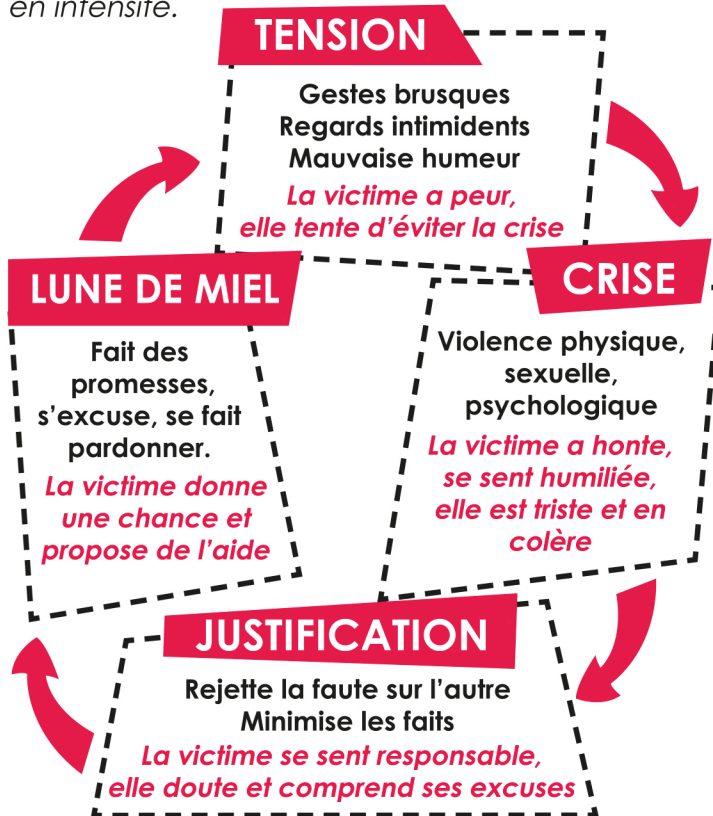 en intensité.
TENSION
Gestes brusques
Regards intimidents
Mauvaise humeur
La victime a peur,
elle tente d'éviter la crise
CRISE
Violence physique,
sexuelle,
psychologique
La victime a honte,
se sent humiliée,
elle est triste et en
colère
JUSTIFICATION
Rejette la faute sur l'autre
Minimise les faits
La victime se sent responsable,
elle doute et comprend ses excuses
LUNE DE MIEL
Fait des
promesses,
s'excuse, se fait
pardonner.
La victime donne
une chance et
propose de l'aide